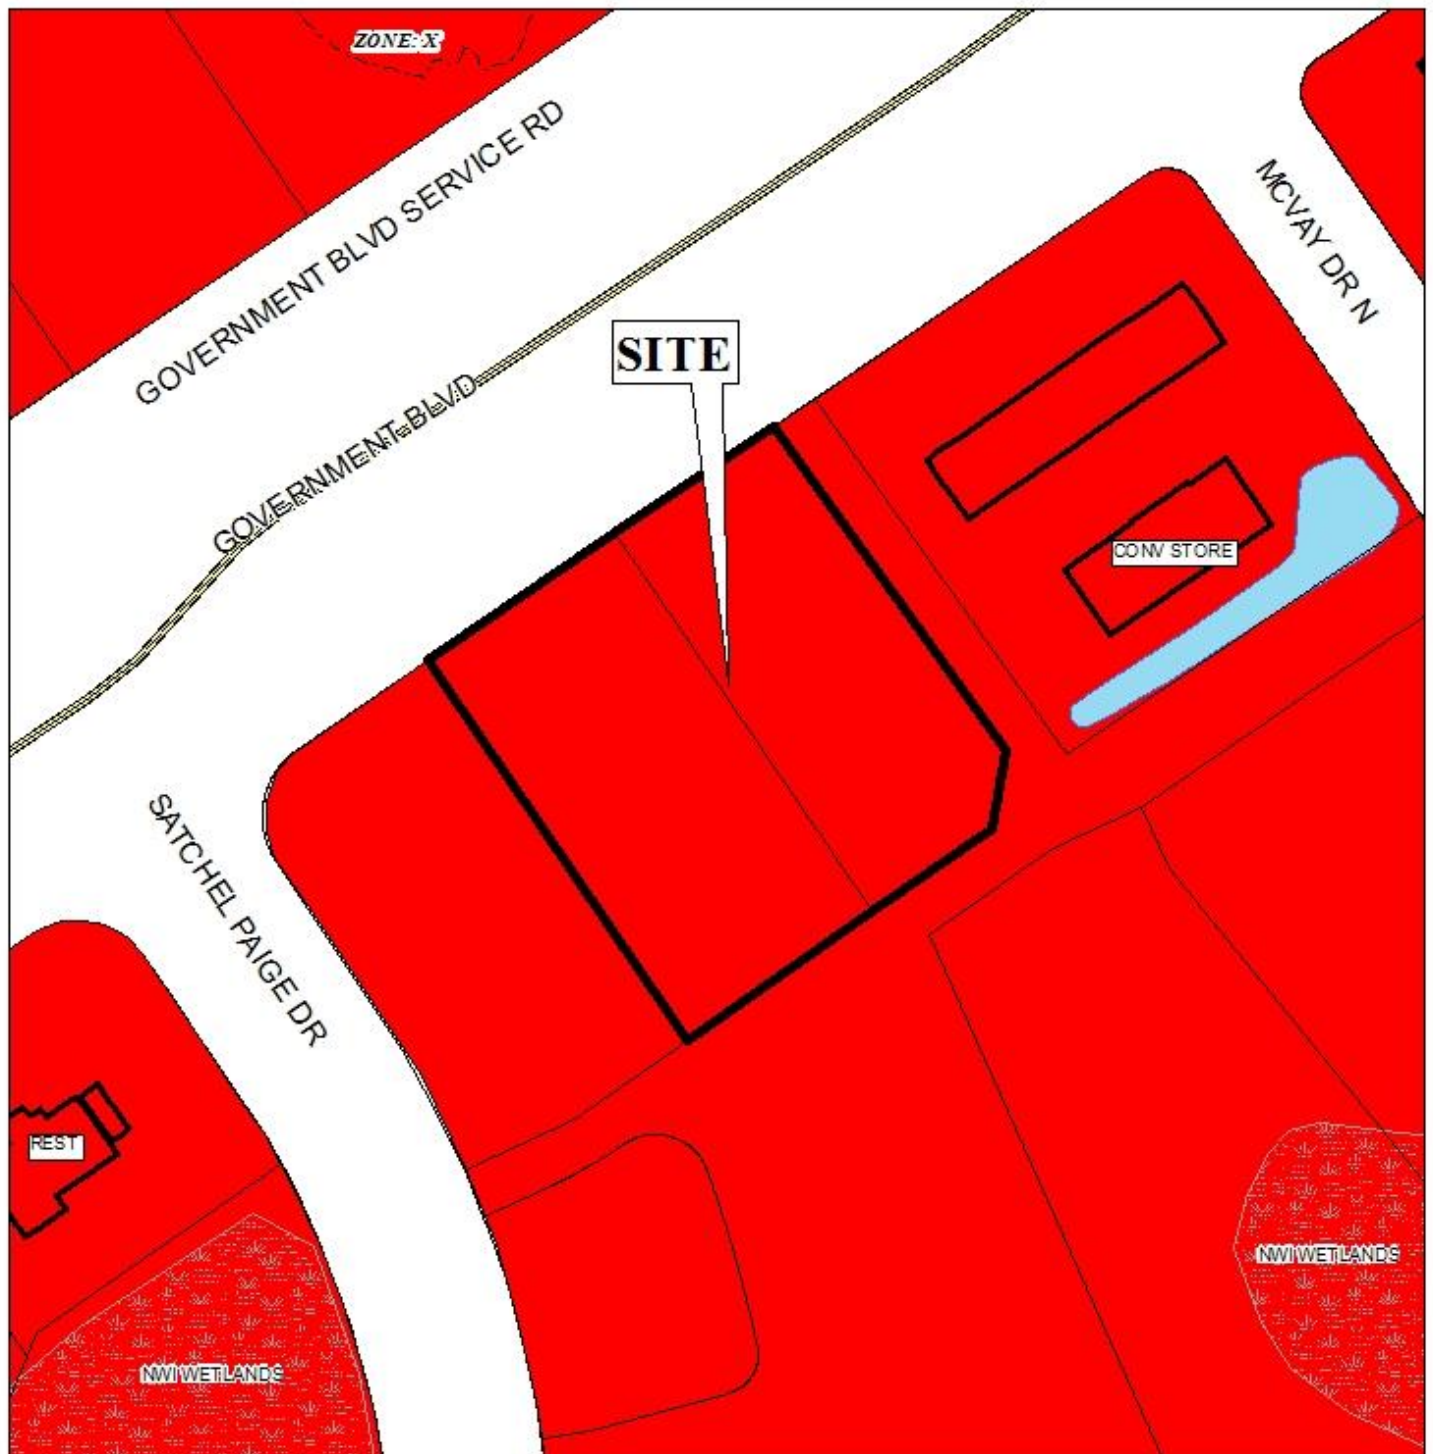 ZONE: X
GOVERNMENT BLVD SERVICE RD
MCVAY DR N
SITE
GOVERNMENT BLVD
CONV STORE
SATCHEL PAIGE DR
REST
NWI WETLANDS
NWI WETLANDS